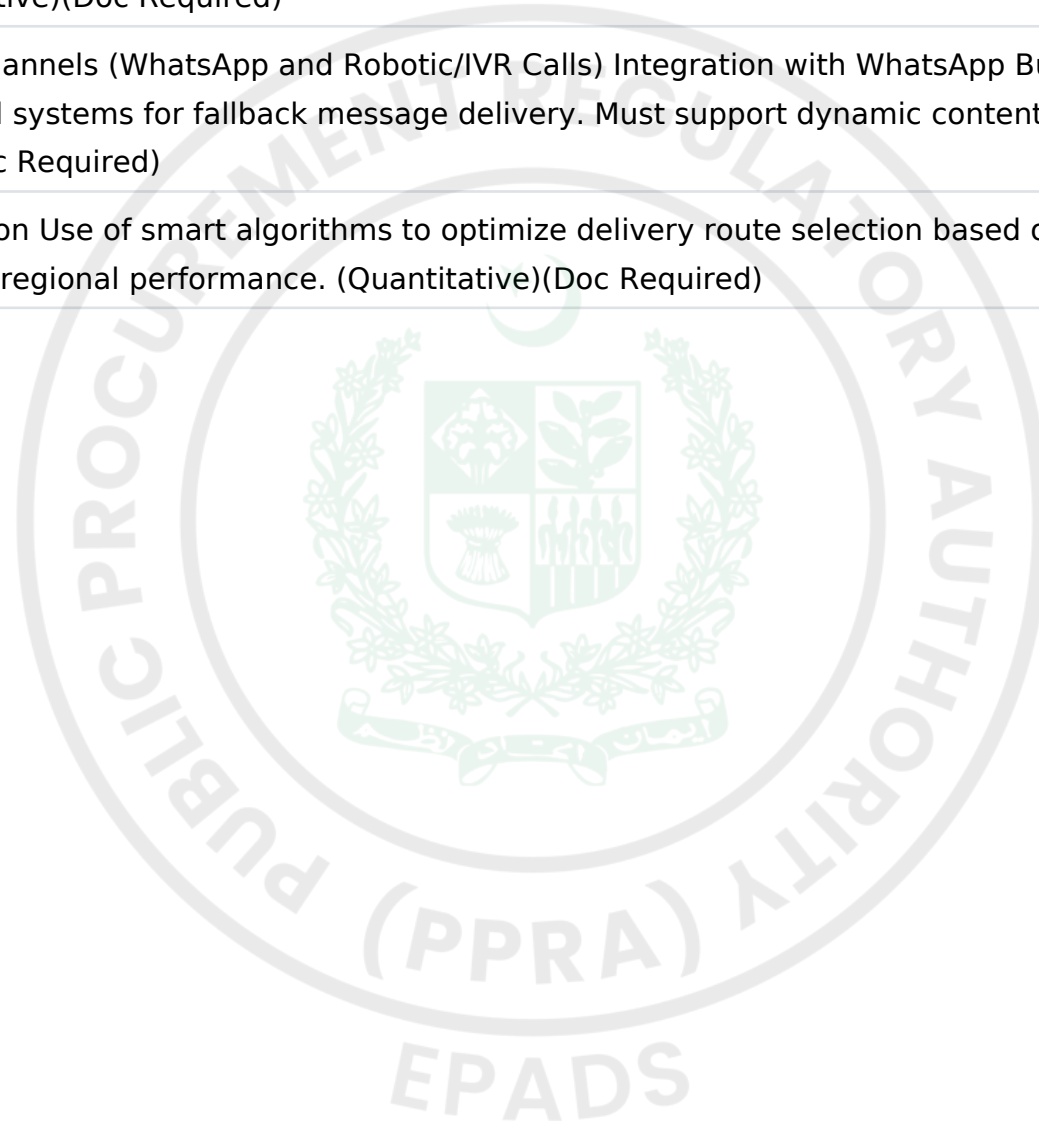 ative)(Doc Required)
annels (WhatsApp and Robotic/IVR Calls) Integration with WhatsApp Bu
systems for fallback message delivery. Must support dynamic content
Required)
on Use of smart algorithms to optimize delivery route selection based
regional performance. (Quantitative)(Doc Required)
PUBLIC PROCUREMENT REGULATORY AUTHORITY
(PPRA)
EPADS